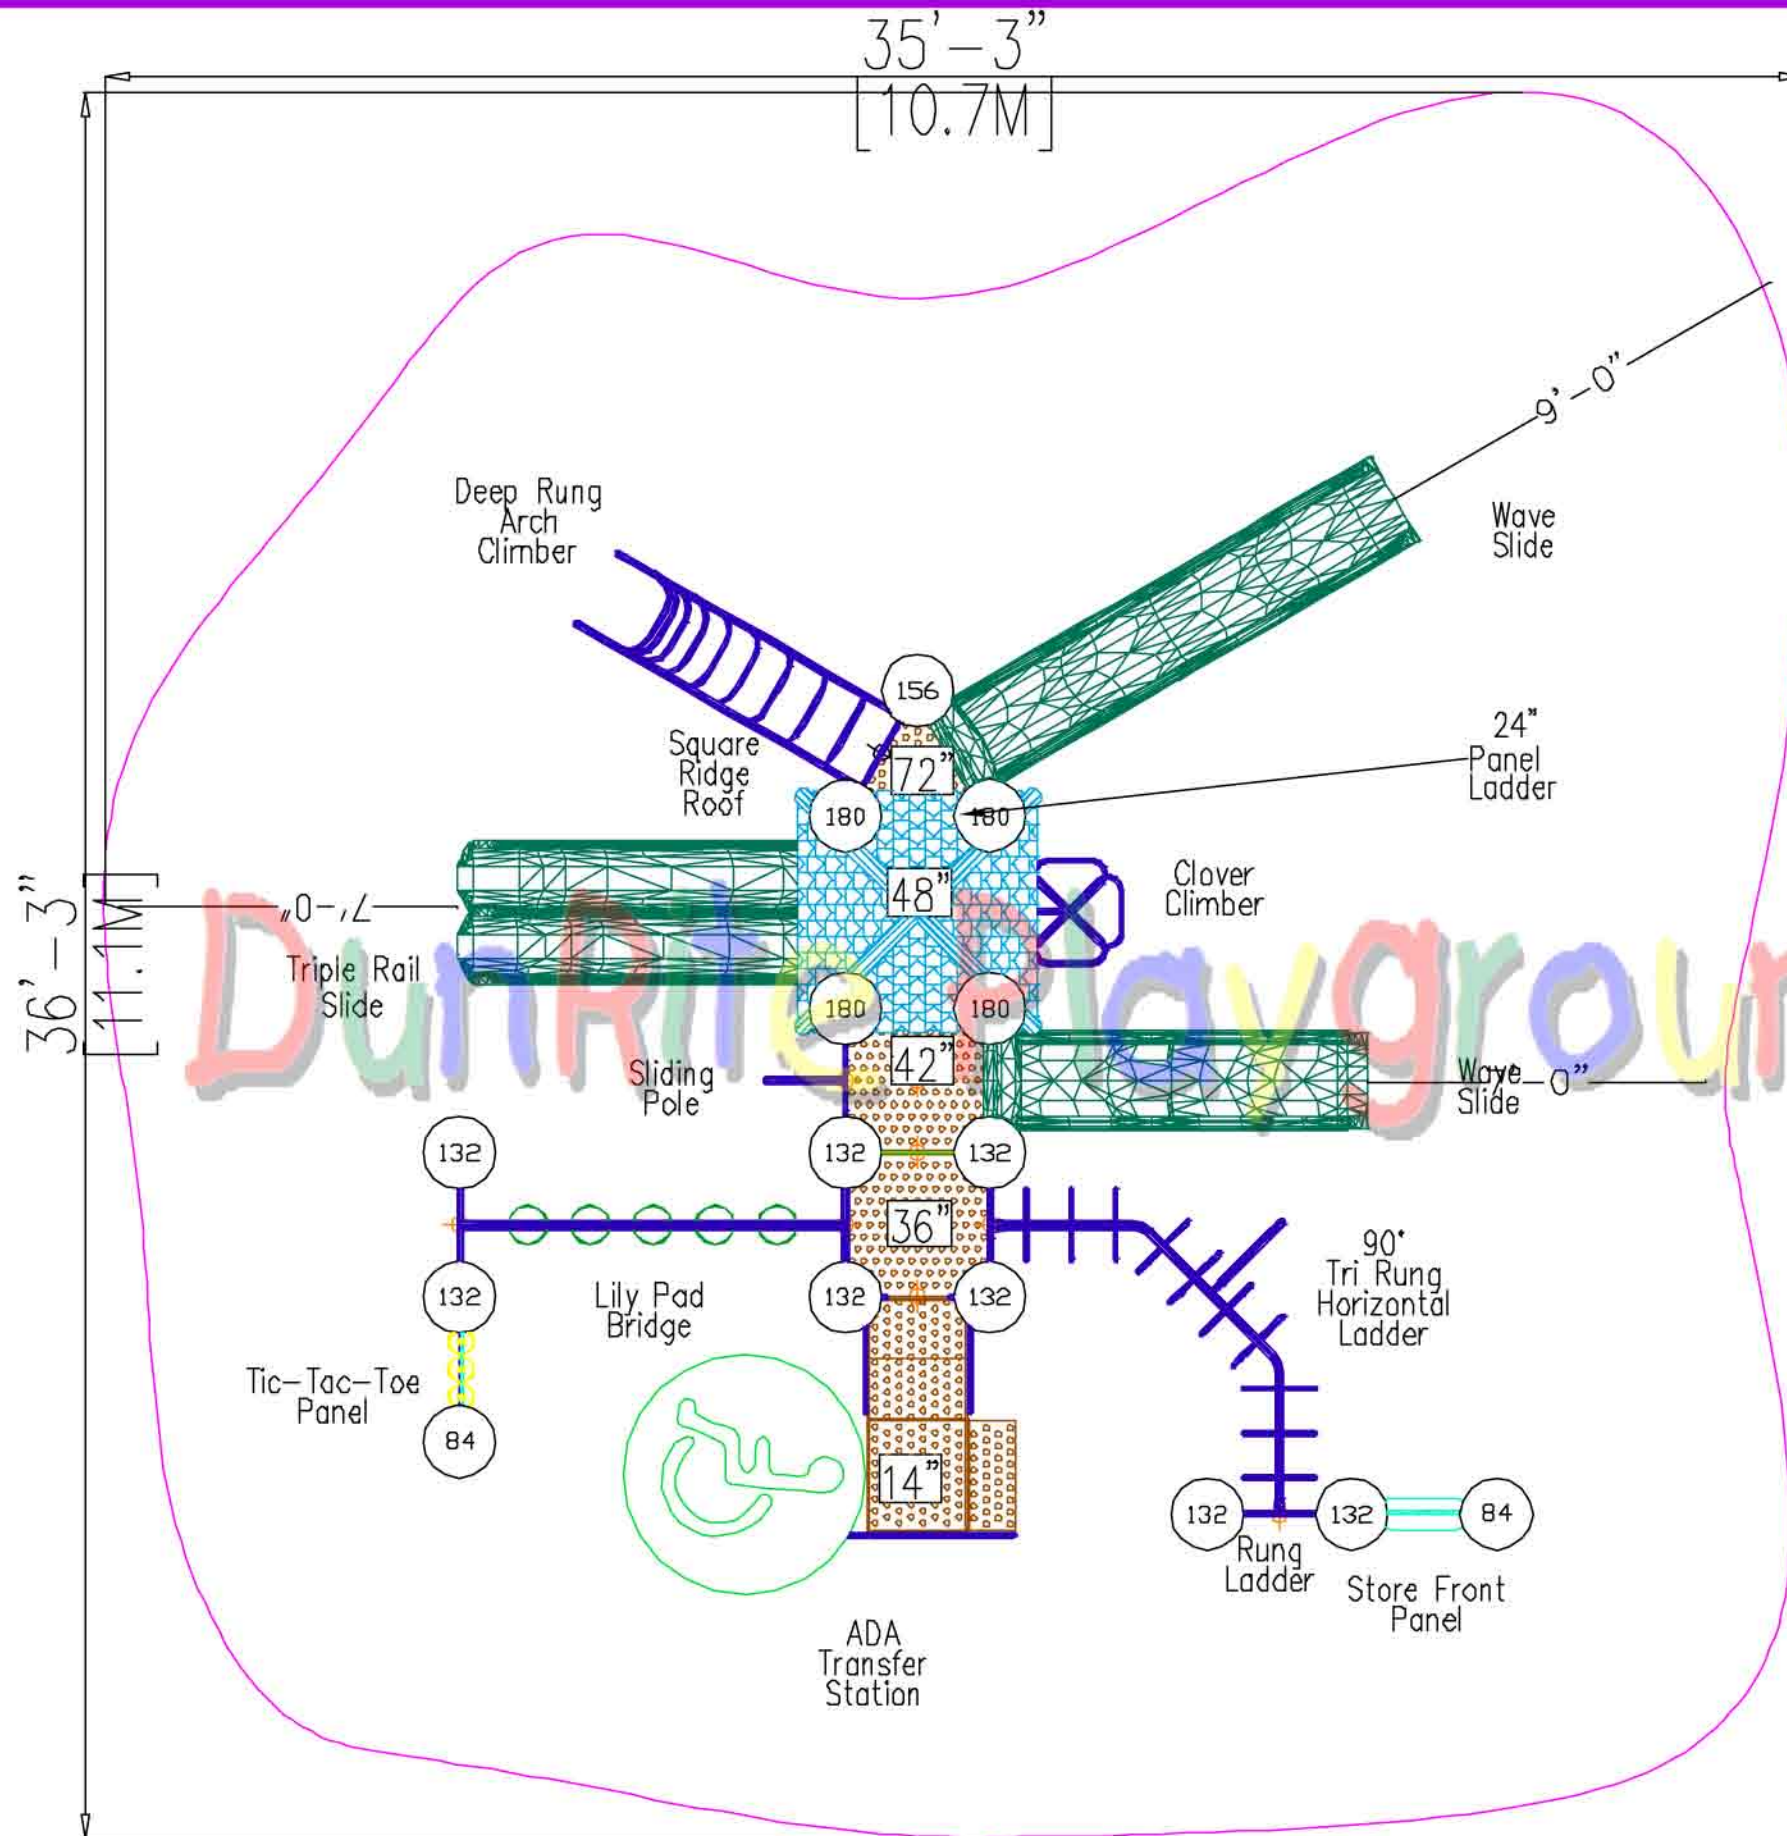 35'-3"
[10.7M]
9'-0"
Deep Rung
Arch
Climber
Wave
Slide
156
24"
Panel
Ladder
Square
Ridge
Roof
72"
180
180
48"
Clover
Climber
36'-3"
[11.1M]
7'-0"
Triple Rail
Slide
DunRite Playgroun
180
180
42"
Sliding
Pole
Wave
Slide
132
132
132
36"
90°
Tri Rung
Horizontal
Ladder
132
Lily Pad
Bridge
132
132
Tic-Tac-Toe
Panel
84
14"
132
132
84
Rung
Ladder
Store Front
Panel
ADA
Transfer
Station